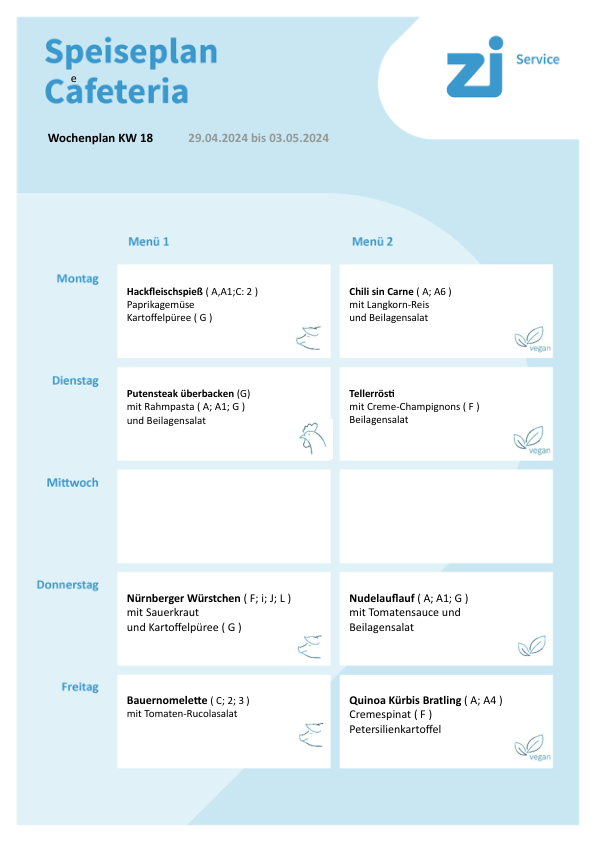 Speiseplan
e
Cafeteria
zi Service
Wochenplan KW 18 29.04.2024 bis 03.05.2024
Menü 1 Menü 2
Montag
Hackfleischspieß ( A,A1;C: 2 )
Paprikagemüse
Kartoffelpüree ( G )
Chili sin Carne ( A; A6 )
mit Langkorn-Reis
und Beilagensalat
vegan
Dienstag
Putensteak überbacken (G)
mit Rahmpasta ( A; A1; G )
und Beilagensalat
Tellerrösti
mit Creme-Champignons ( F )
Beilagensalat
vegan
Mittwoch
Donnerstag
Nürnberger Würstchen ( F; i; J; L )
mit Sauerkraut
und Kartoffelpüree ( G )
Nudelauflauf ( A; A1; G )
mit Tomatensauce und
Beilagensalat
Freitag
Bauernomelette ( C; 2; 3 )
mit Tomaten-Rucolasalat
Quinoa Kürbis Bratling ( A; A4 )
Cremespinat ( F )
Petersilienkartoffel
vegan